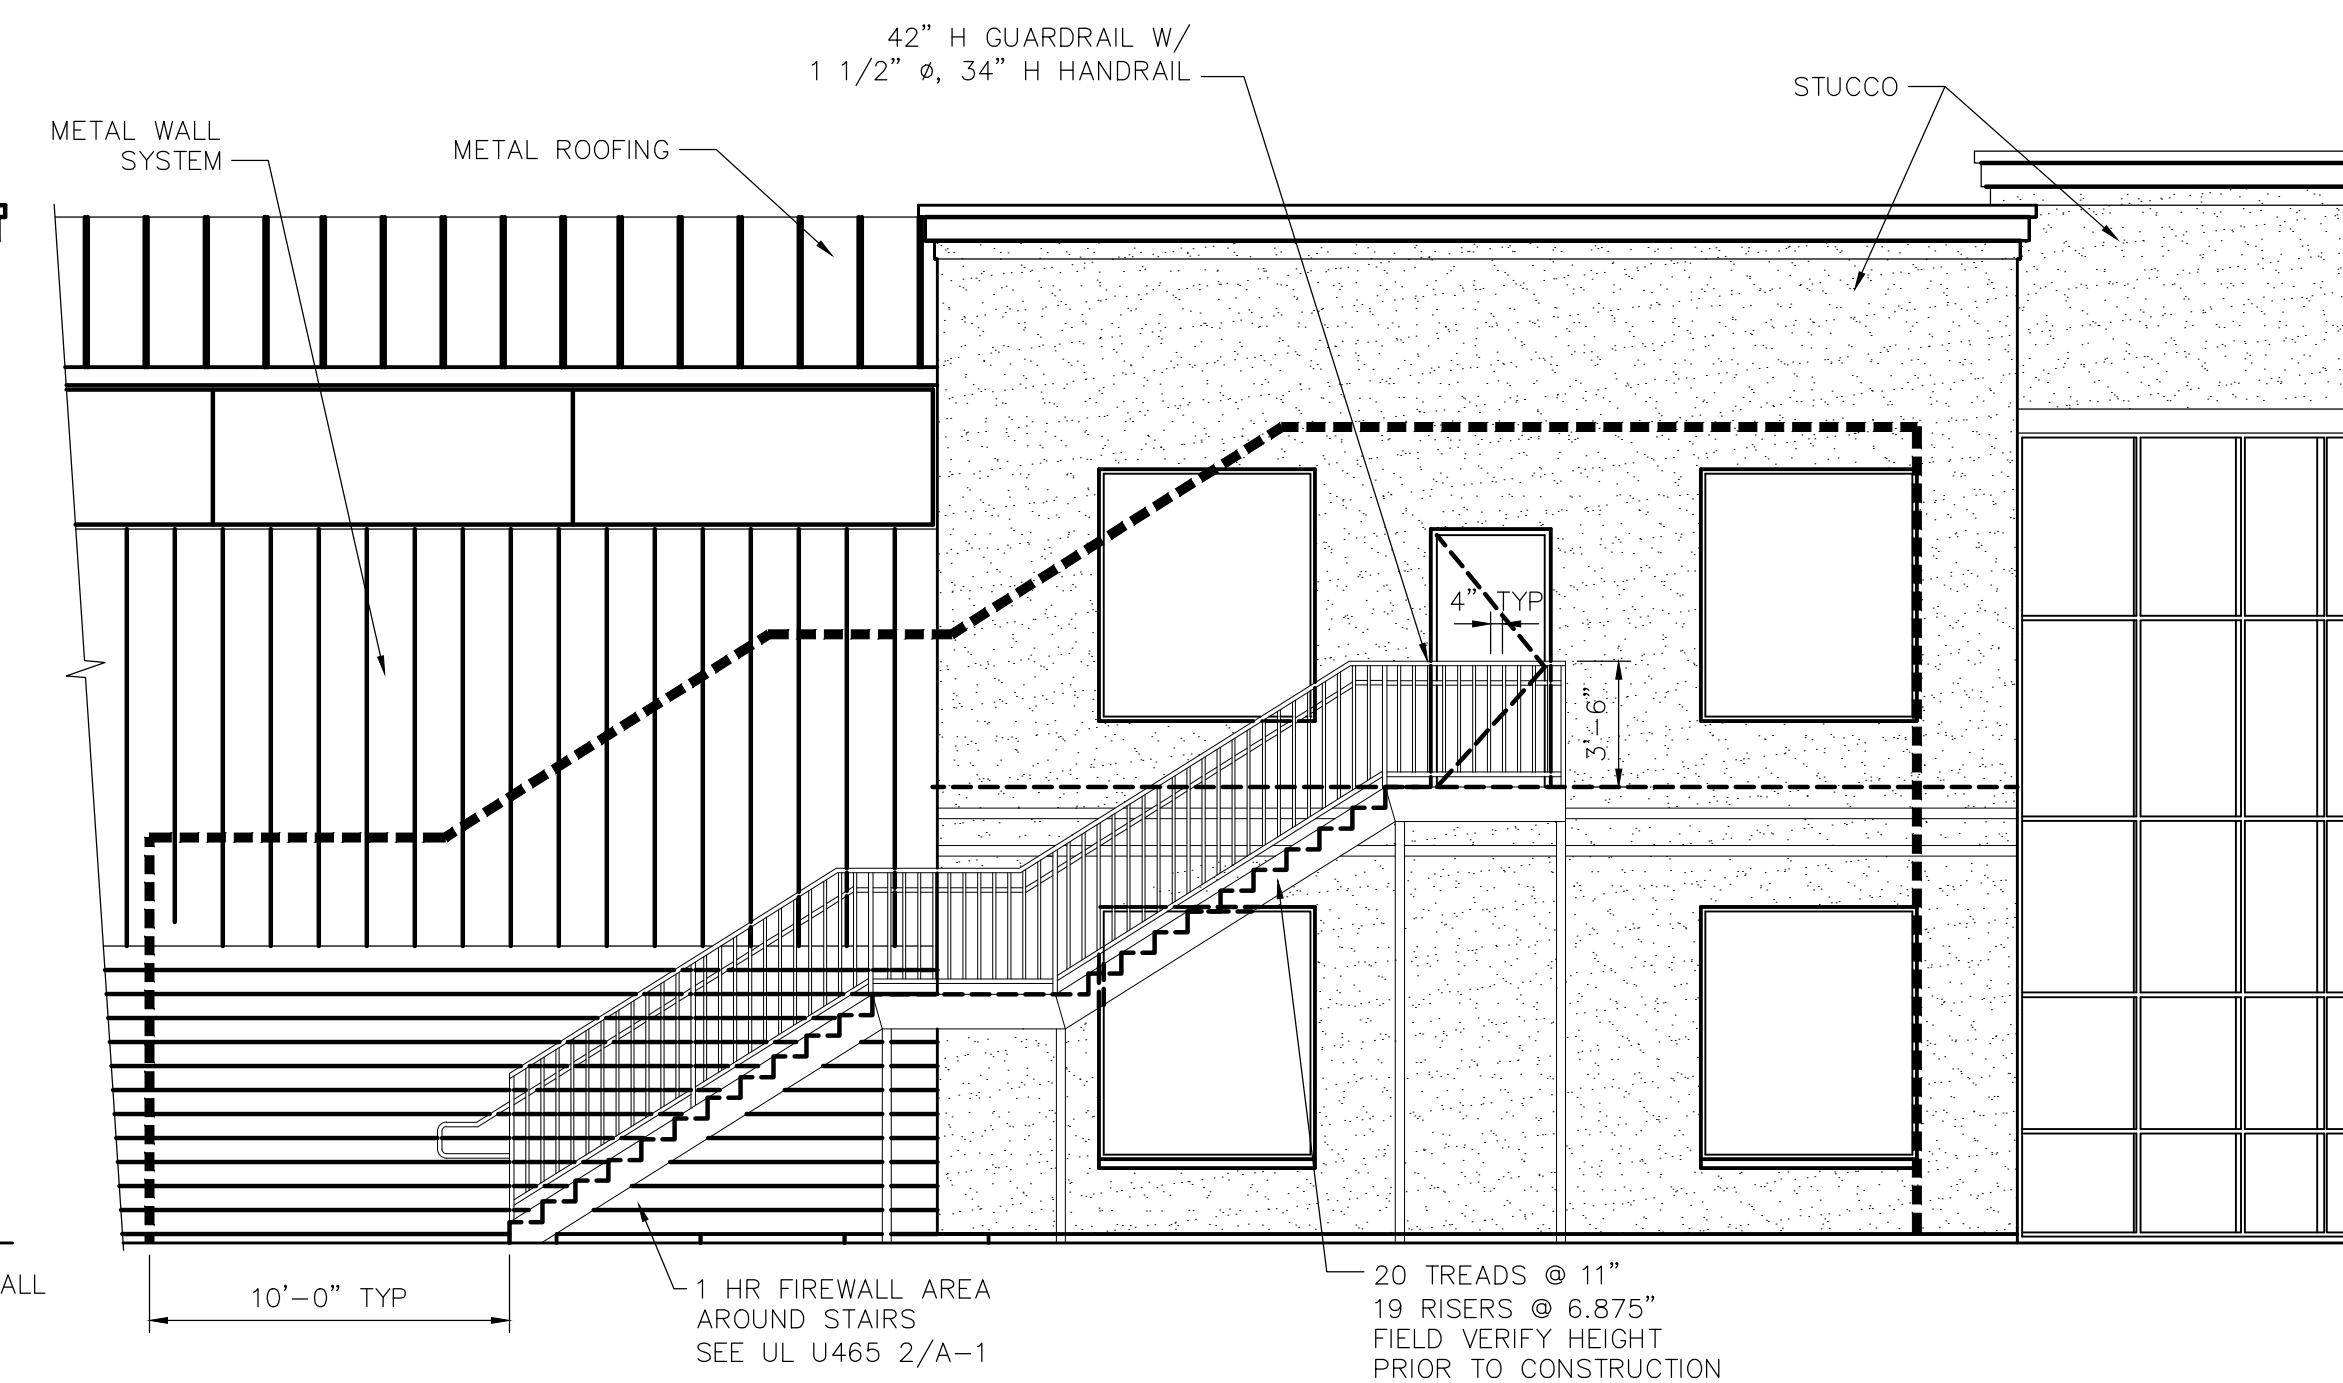 42” H GUARDRAIL W/
1 1/2” ø, 34” H HANDRAIL
STUCCO
METAL WALL
SYSTEM
METAL ROOFING
4” TYP
3'-6”
ALL
10'-0” TYP
1 HR FIREWALL AREA
AROUND STAIRS
SEE UL U465 2/A-1
20 TREADS @ 11”
19 RISERS @ 6.875”
FIELD VERIFY HEIGHT
PRIOR TO CONSTRUCTION